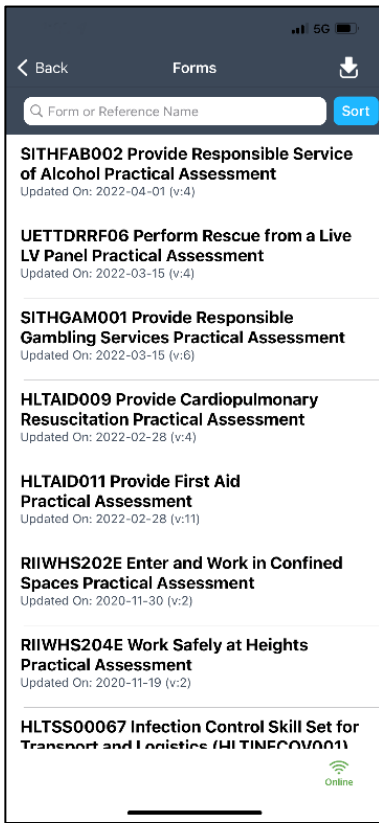 5G
Back
Forms
Form or Reference Name
Sort
SITHFAB002 Provide Responsible Service
of Alcohol Practical Assessment
Updated On: 2022-04-01 (v:4)
UETTDRRF06 Perform Rescue from a Live
LV Panel Practical Assessment
Updated On: 2022-03-15 (v:4)
SITHGAM001 Provide Responsible
Gambling Services Practical Assessment
Updated On: 2022-03-15 (v:6)
HLTAID009 Provide Cardiopulmonary
Resuscitation Practical Assessment
Updated On: 2022-02-28 (v:4)
HLTAID011 Provide First Aid
Practical Assessment
Updated On: 2022-02-28 (v:11)
RIIWHS202E Enter and Work in Confined
Spaces Practical Assessment
Updated On: 2020-11-30 (v:2)
RIIWHS204E Work Safely at Heights
Practical Assessment
Updated On: 2020-11-19 (v:2)
HLTSS00067 Infection Control Skill Set for
Transport and Logistics (HLTINFCOV001)
Online